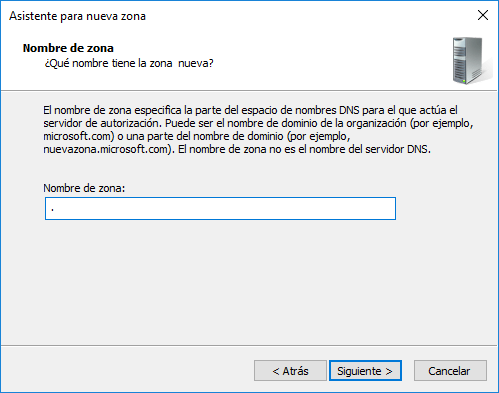 Asistente para nueva zona
Nombre de zona
¿Qué nombre tiene la zona nueva?
El nombre de zona especifica la parte del espacio de nombres DNS para el que actúa el
servidor de autorización. Puede ser el nombre de dominio de la organización (por ejemplo,
microsoft.com) o una parte del nombre de dominio (por ejemplo,
nuevazona.microsoft.com). El nombre de zona no es el nombre del servidor DNS.
Nombre de zona:
.
< Atrás Siguiente > Cancelar